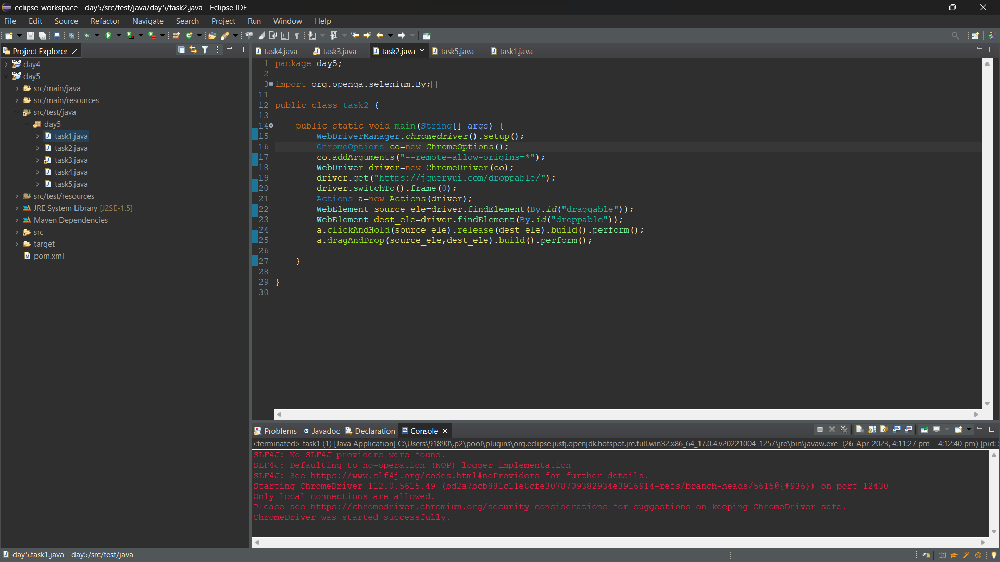 eclipse-workspace - day5/src/test/java/day5/task2.java - Eclipse IDE
File Edit Source Refactor Navigate Search Project Run Window Help
Project Explorer
day4
day5
src/main/java
src/main/resources
src/test/java
day5
task1.java
task2.java
task3.java
task4.java
task5.java
src/test/resources
JRE System Library [J2SE-1.5]
Maven Dependencies
src
target
pom.xml
task4.java task3.java task2.java task5.java task1.java
1 package day5;
2
3 import org.openqa.selenium.By;
11
12 public class task2 {
13
14 public static void main(String[] args) {
15 WebDriverManager.chromedriver().setup();
16 ChromeOptions co=new ChromeOptions();
17 co.addArguments("--remote-allow-origins=*");
18 WebDriver driver=new ChromeDriver(co);
19 driver.get("https://jqueryui.com/droppable/");
20 driver.switchTo().frame(0);
21 Actions a=new Actions(driver);
22 WebElement source_ele=driver.findElement(By.id("draggable"));
23 WebElement dest_ele=driver.findElement(By.id("droppable"));
24 a.clickAndHold(source_ele).release(dest_ele).build().perform();
25 a.dragAndDrop(source_ele,dest_ele).build().perform();
26
27 }
28
29 }
30
Problems Javadoc Declaration Console
<terminated> task1 (1) [Java Application] C:\Users\91890\.p2\pool\plugins\org.eclipse.justj.openjdk.hotspot.jre.full.win32.x86_64_17.0.4.v20221004-1257\jre\bin\javaw.exe (26-Apr-2023, 4:11:27 pm – 4:12:40 pm) [pid:
SLF4J: No SLF4J providers were found.
SLF4J: Defaulting to no-operation (NOP) logger implementation
SLF4J: See https://www.slf4j.org/codes.html#noProviders for further details.
Starting ChromeDriver 112.0.5615.49 (bd2a7bcb881c11e8cfe3078709382934e3916914-refs/branch-heads/5615@{#936}) on port 12430
Only local connections are allowed.
Please see https://chromedriver.chromium.org/security-considerations for suggestions on keeping ChromeDriver safe.
ChromeDriver was started successfully.
day5.task1.java - day5/src/test/java